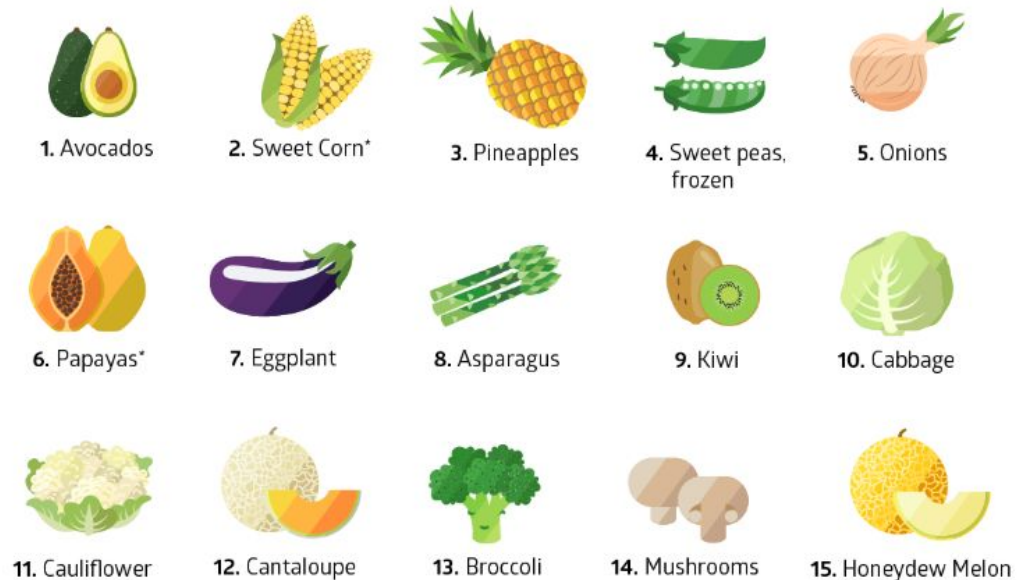 1. Avocados
2. Sweet Corn*
3. Pineapples
4. Sweet peas,
frozen
5. Onions
6. Papayas*
7. Eggplant
8. Asparagus
9. Kiwi
10. Cabbage
11. Cauliflower
12. Cantaloupe
13. Broccoli
14. Mushrooms
15. Honeydew Melon